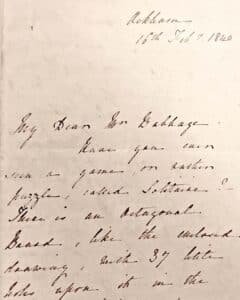 Ockham
16th Feby 1840
My Dear Mr Babbage.
Have you ever
seen a game, or rather
puzzle, called Solitaire? -
There is an octagonal
Board, like the enclosed
drawing, with 37 little
holes upon it in the